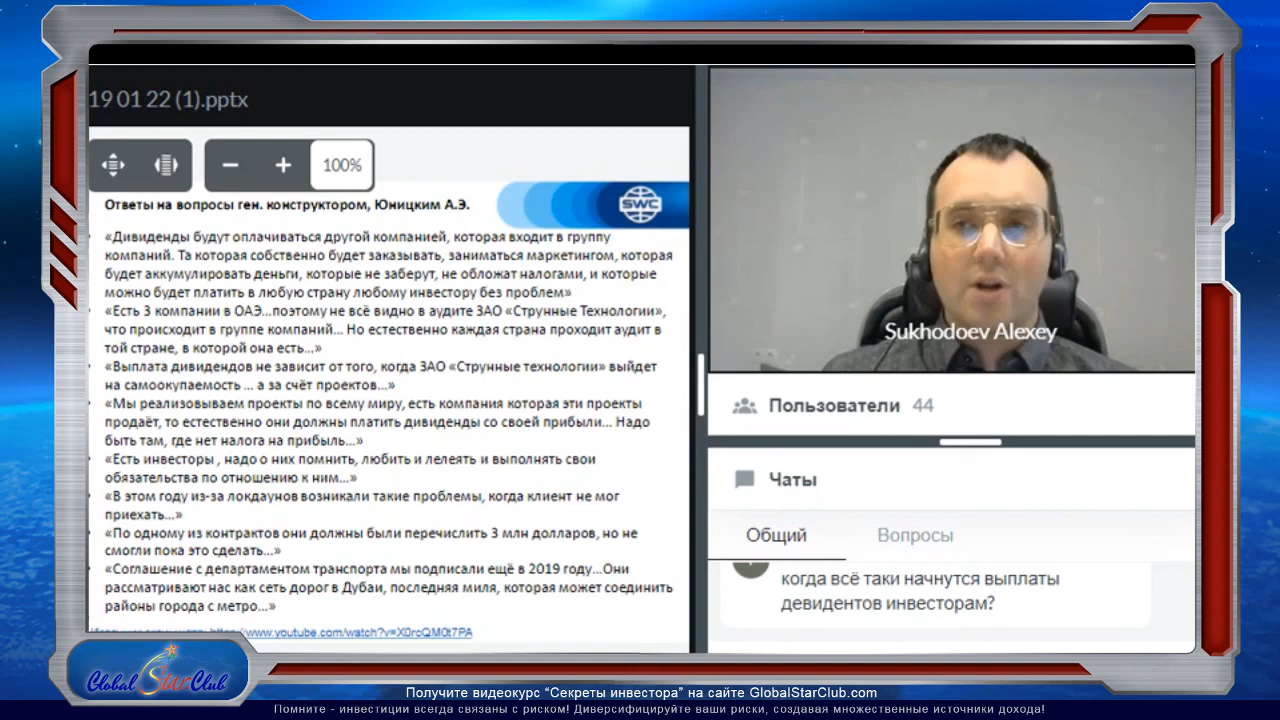 19 01 22 (1).pptx
100%
Ответы на вопросы ген. конструктором, Юницким А.Э.
SWC
«Дивиденды будут оплачиваться другой компанией, которая входит в группу
компаний. Та которая собственно будет заказывать, заниматься маркетингом, которая
будет аккумулировать деньги, которые не заберут, не обложат налогами, и которые
можно будет платить в любую страну любому инвестору без проблем»
«Есть 3 компании в ОАЭ...поэтому не всё видно в аудите ЗАО «Струнные Технологии»,
что происходит в группе компаний... Но естественно каждая страна проходит аудит в
той стране, в которой она есть...»
«Выплата дивидендов не зависит от того, когда ЗАО «Струнные технологии» выйдет
на самоокупаемость ... а за счёт проектов...»
«Мы реализовываем проекты по всему миру, есть компания которая эти проекты
продаёт, то естественно они должны платить дивиденды со своей прибыли... Надо
быть там, где нет налога на прибыль...»
«Есть инвесторы , надо о них помнить, любить и лелеять и выполнять свои
обязательства по отношению к ним...»
«В этом году из-за локдаунов возникали такие проблемы, когда клиент не мог
приехать...»
«По одному из контрактов они должны были перечислить 3 млн долларов, но не
смогли пока это сделать...»
«Соглашение с департаментом транспорта мы подписали ещё в 2019 году...Они
рассматривают нас как сеть дорог в Дубаи, последняя миля, которая может соединить
районы города с метро...»
https://www.youtube.com/watch?v=X0rcQM0t7PA
Sukhodoev Alexey
Пользователи 44
Чаты
Общий Вопросы
когда всё таки начнутся выплаты
девидентов инвесторам?
Global Star Club
Получите видеокурс “Секреты инвестора” на сайте GlobalStarClub.com
Помните - инвестиции всегда связаны с риском! Диверсифицируйте ваши риски, создавая множественные источники дохода!